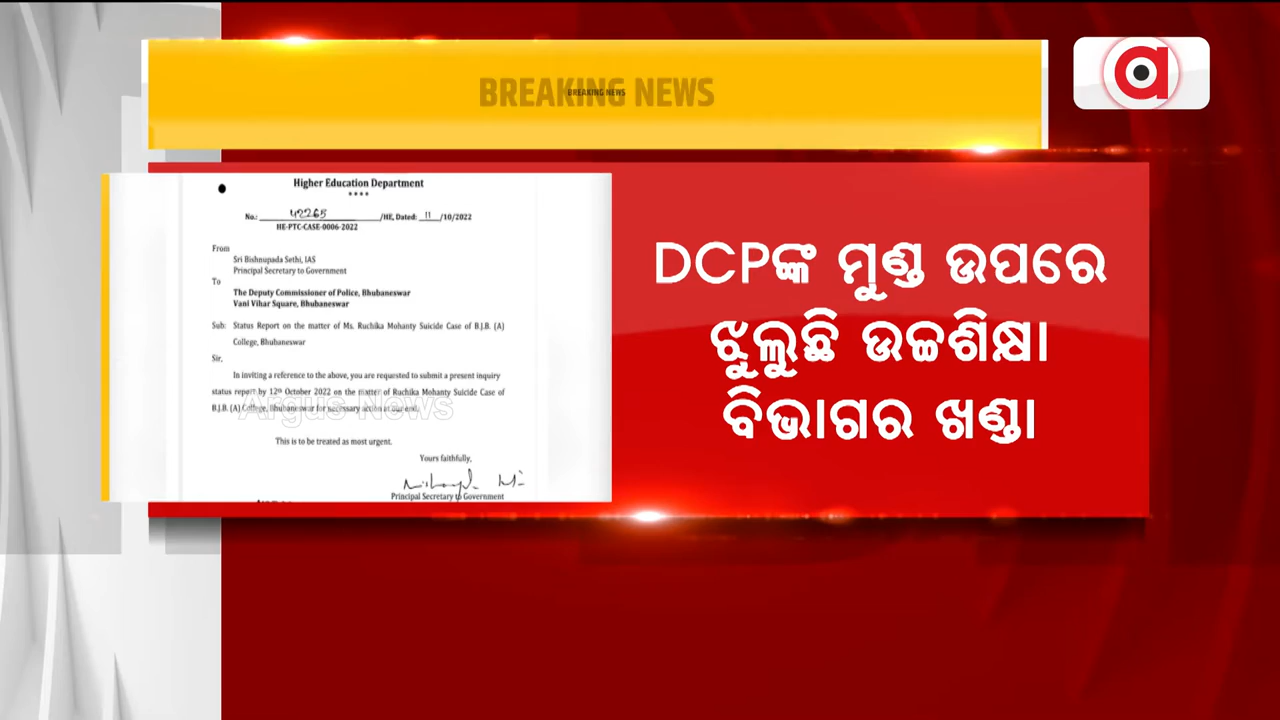 BREAKING NEWS
BREAKING NEWS
a
Higher Education Department
****
No.: 42265 /HE, Dated: 11 /10/2022
HE-PTC-CASE-0006-2022
From
Sri Bishnupada Sethi, IAS
Principal Secretary to Government
To
The Deputy Commissioner of Police, Bhubaneswar
Vani Vihar Square, Bhubaneswar
Sub: Status Report on the matter of Ms. Ruchika Mohanty Suicide Case of B.J.B. (A)
College, Bhubaneswar
Sir,
In inviting a reference to the above, you are requested to submit a present inquiry
status report by 12th October 2022 on the matter of Ruchika Mohanty Suicide Case of
B.J.B. (A) College, Bhubaneswar for necessary action at our end.
Argus News
This is to be treated as most urgent.
Yours faithfully,
Principal Secretary to Government
DCPଙ୍କ ମୁଣ୍ଡ ଉପରେ
ଝୁଲୁଛି ଉଚ୍ଚଶିକ୍ଷା
ବିଭାଗର ଖଣ୍ଡା